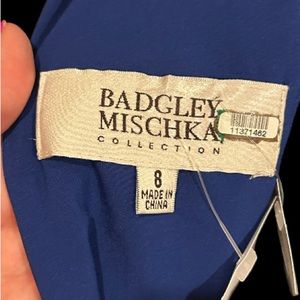 BADGLEY
MISCHKA
COLLECTION
11371462
8
MADE IN
CHINA